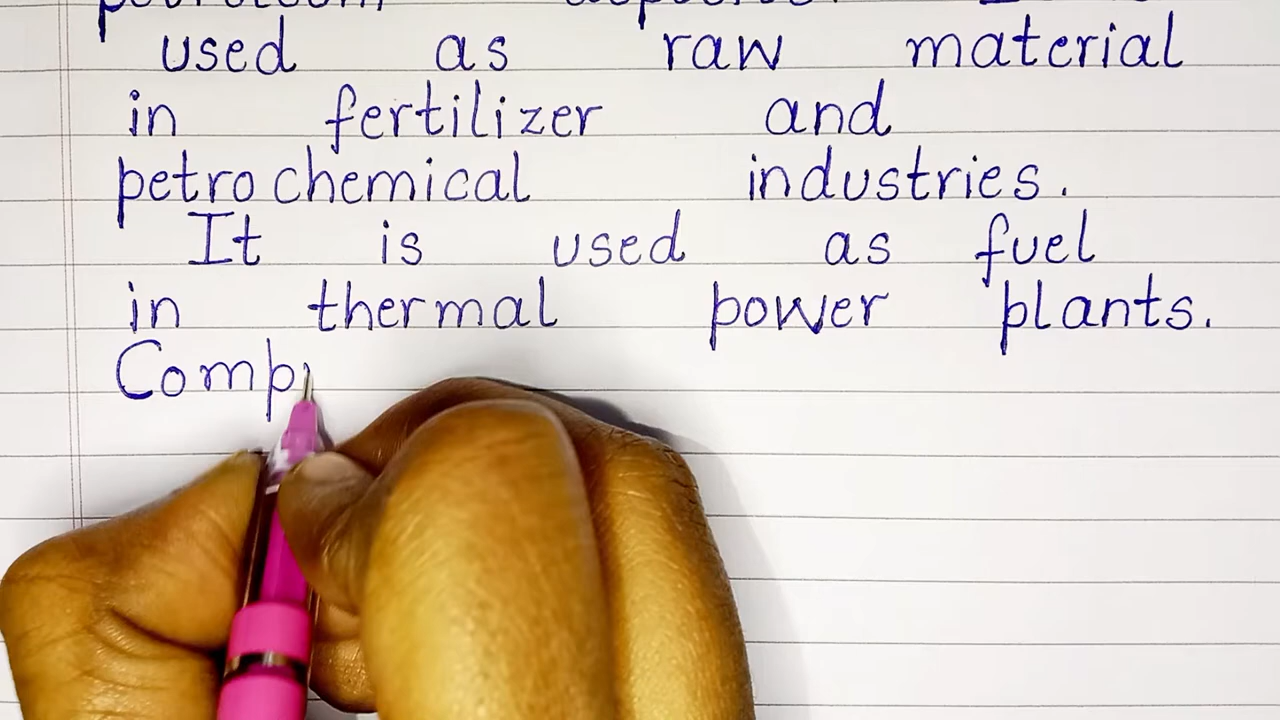 used as raw material
in fertilizer and
petrochemical industries.
It is used as fuel
in thermal power plants.
Comp